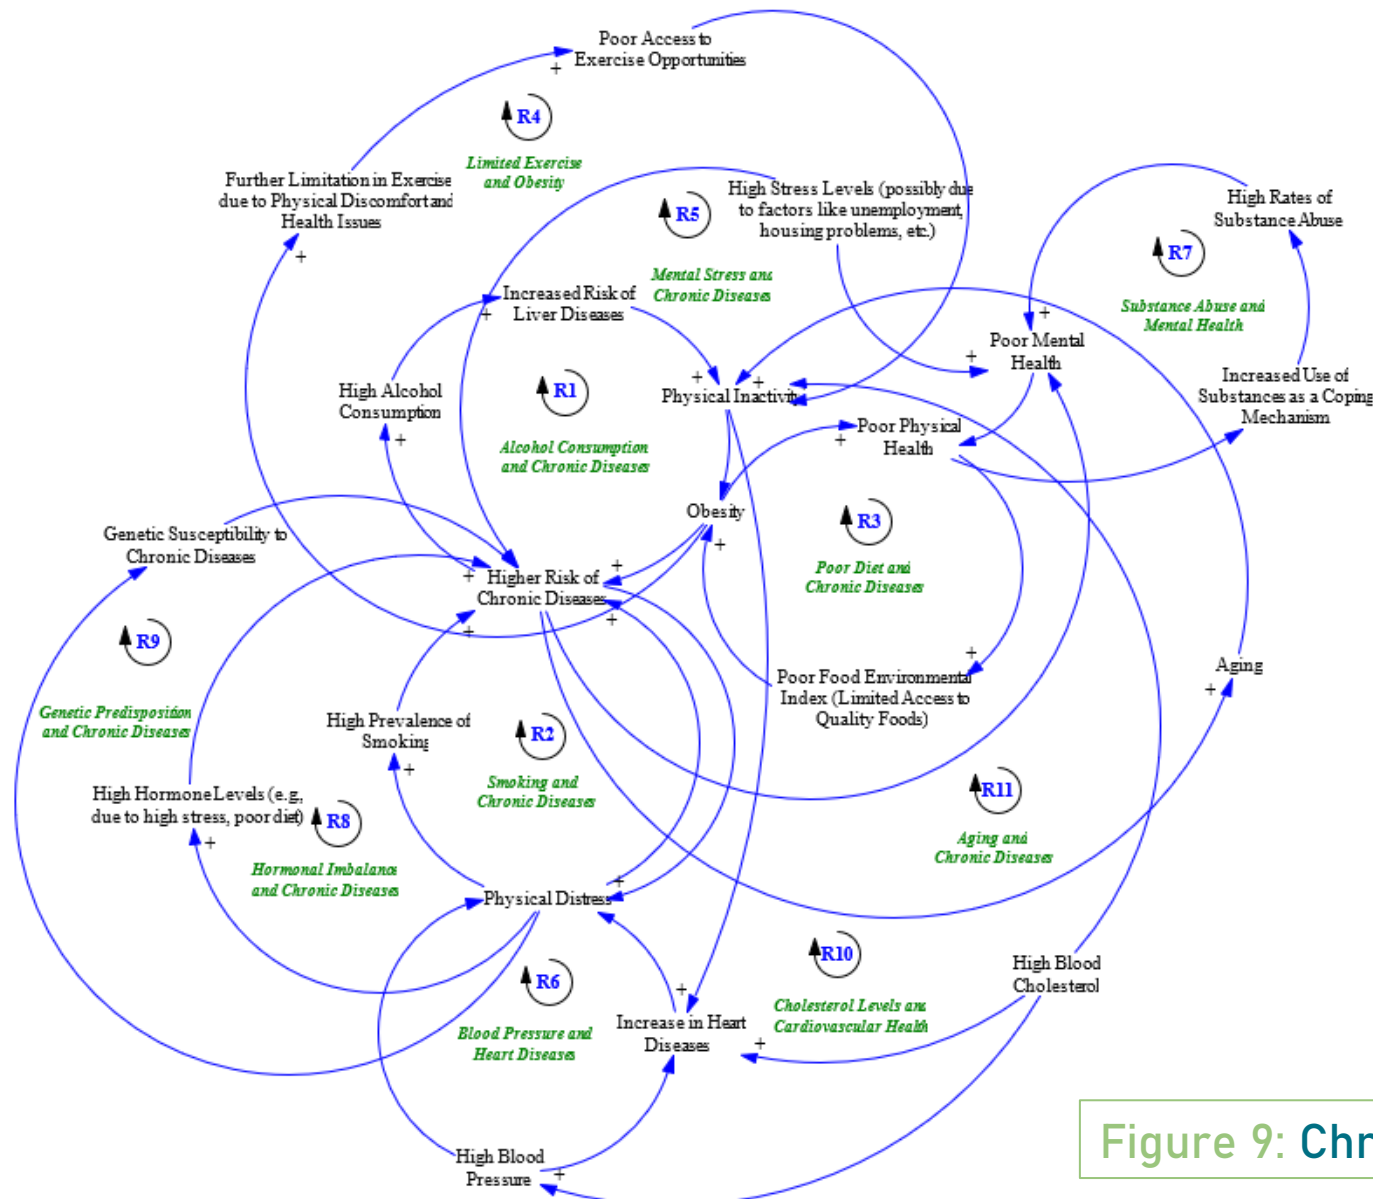 Poor Access to
Exercise Opportunities
+
R4
Limited Exercise
and Obesity
Further Limitation in Exercise
due to Physical Discomfort and
Health Issues
+
High Stress Levels (possibly due
to factors like unemployment,
housing problems, etc.)
R5
Mental Stress and
Chronic Diseases
High Rates of
Substance Abuse
R7
Substance Abuse and
Mental Health
Increased Risk of
Liver Diseases
+
+
Poor Mental
Health
+
High Alcohol
Consumption
+
R1
Alcohol Consumption
and Chronic Diseases
+
+
Physical Inactivity
Increased Use of
Substances as a Coping
Mechanism
Poor Physical
Health
+
Obesity
+
R3
Poor Diet and
Chronic Diseases
Genetic Susceptibility to
Chronic Diseases
+
+
Higher Risk of
Chronic Diseases
+
+
R9
Genetic Predisposition
and Chronic Diseases
+
Poor Food Environmental
Index (Limited Access to
Quality Foods)
Aging
+
High Prevalence of
Smoking
+
R2
Smoking and
Chronic Diseases
High Hormone Levels (e.g.,
due to high stress, poor diet)
+
R8
Hormonal Imbalance
and Chronic Diseases
R11
Aging and
Chronic Diseases
+
Physical Distress
R6
Blood Pressure and
Heart Diseases
+
Increase in Heart
Diseases
+
R10
Cholesterol Levels and
Cardiovascular Health
High Blood
Cholesterol
High Blood
Pressure
+
Figure 9: Chr